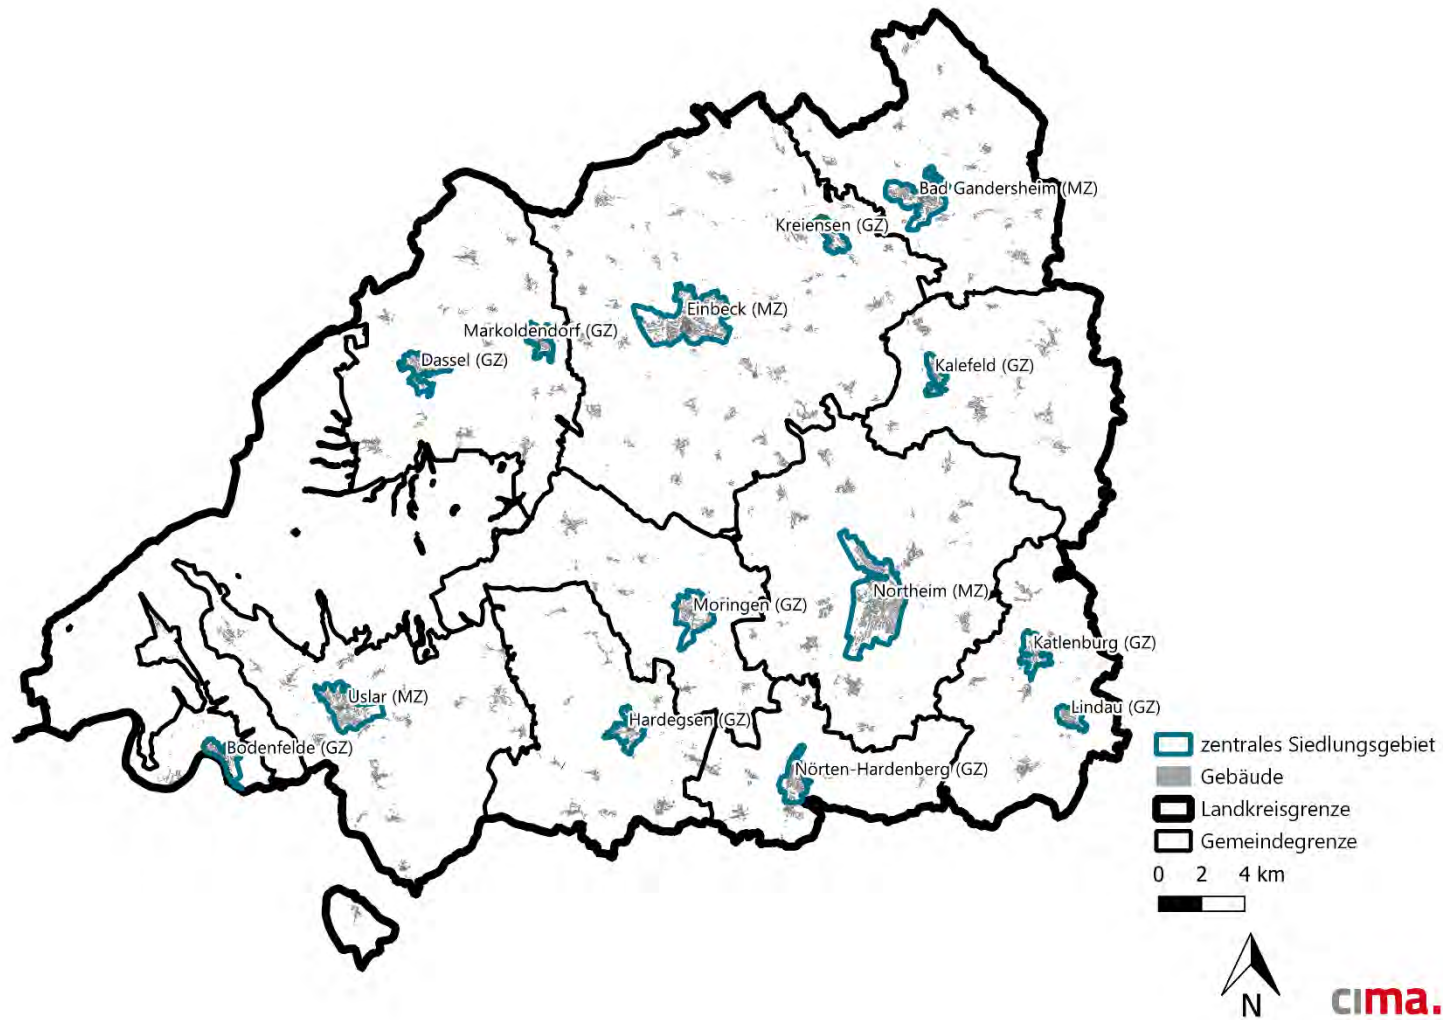 Bad Gandersheim (MZ)
Kreiensen (GZ)
Einbeck (MZ)
Markoldendorf (GZ)
Dassel (GZ)
Kalefeld (GZ)
Northeim (MZ)
Moringen (GZ)
Katlenburg (GZ)
Uslar (MZ)
Lindau (GZ)
Hardegsen (GZ)
Bodenfelde (GZ)
Nörten-Hardenberg (GZ)
zentrales Siedlungsgebiet
Gebäude
Landkreisgrenze
Gemeindegrenze
0 2 4 km
N
cima.